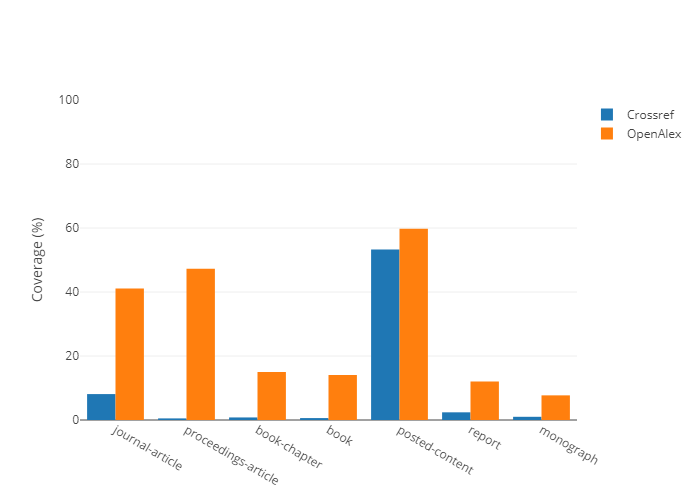 100
80
60
40
20
0
Coverage (%)
journal-article
proceedings-article
book-chapter
book
posted-content
report
monograph
Crossref
OpenAlex